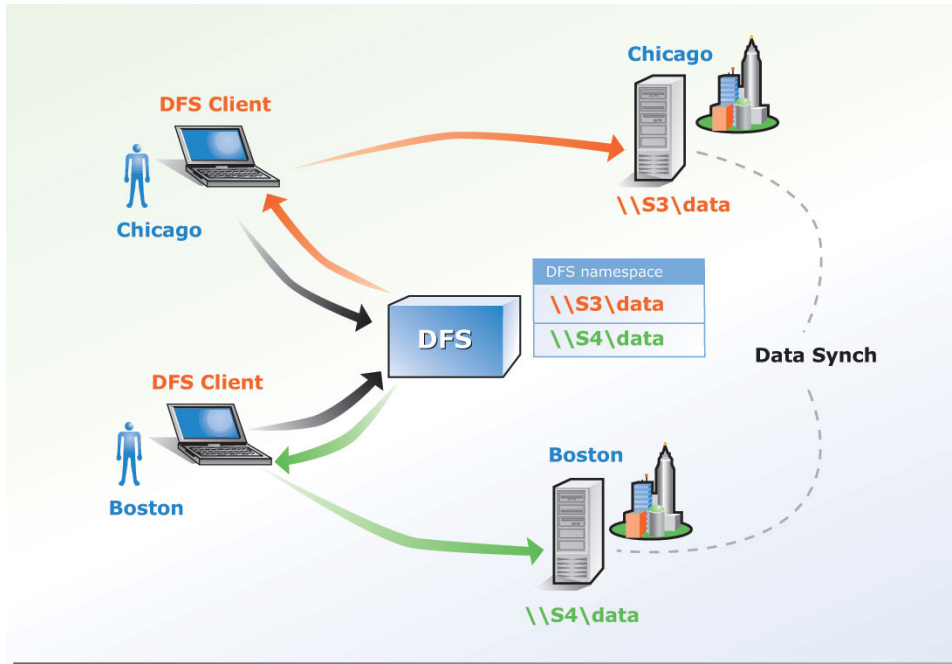 Chicago
DFS Client
\\S3\data
Chicago
DFS namespace
\\S3\data
\\S4\data
DFS
Data Synch
DFS Client
Boston
Boston
\\S4\data